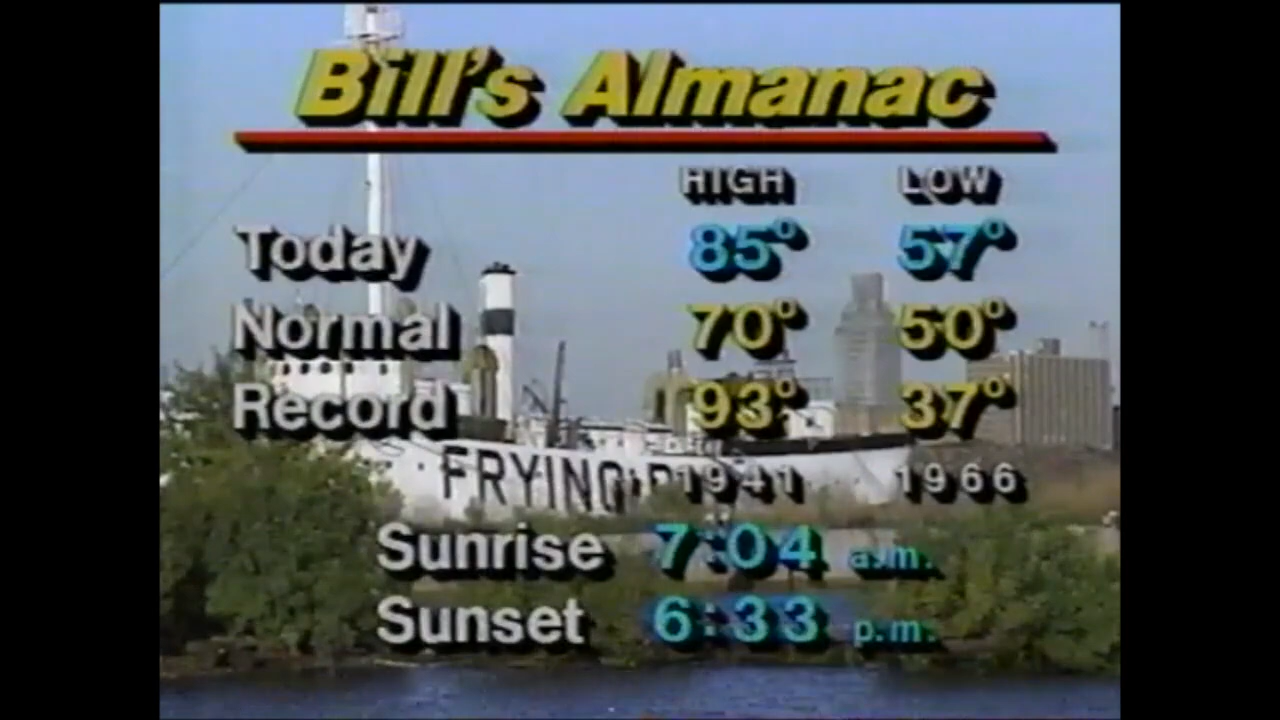 Bill's Almanac
HIGH LOW
Today 85° 57°
Normal 70° 50°
Record 93° 37°
FRYING
1941 1966
Sunrise 7:04 a.m.
Sunset 6:33 p.m.